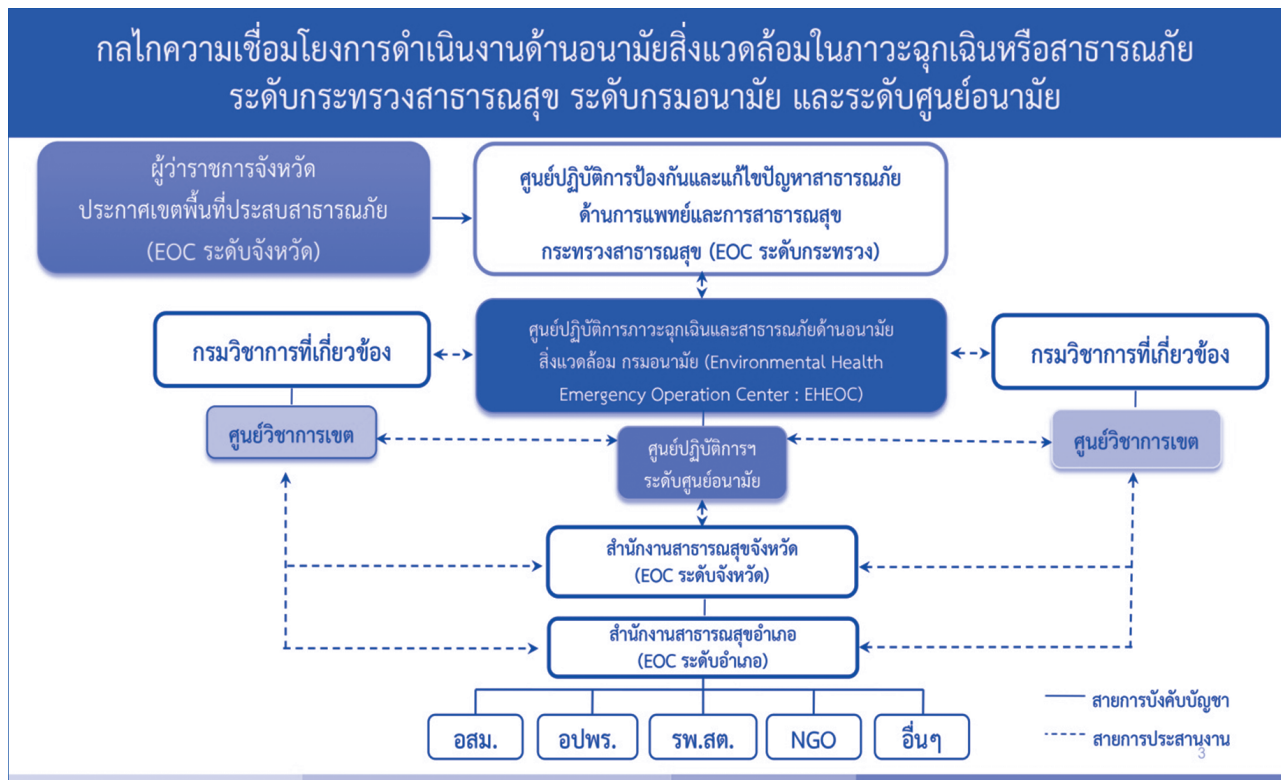 กลไกความเชื่อมโยงการดำเนินงานด้านอนามัยสิ่งแวดล้อมในภาวะฉุกเฉินหรือสาธารณภัย
ระดับกระทรวงสาธารณสุข ระดับกรมอนามัย และระดับศูนย์อนามัย
ผู้ว่าราชการจังหวัด
ประกาศเขตพื้นที่ประสบสาธารณภัย
(EOC ระดับจังหวัด)
ศูนย์ปฏิบัติการป้องกันและแก้ไขปัญหาสาธารณภัย
ด้านการแพทย์และการสาธารณสุข
กระทรวงสาธารณสุข (EOC ระดับกระทรวง)
กรมวิชาการที่เกี่ยวข้อง
ศูนย์ปฏิบัติการภาวะฉุกเฉินและสาธารณภัยด้านอนามัย
สิ่งแวดล้อม กรมอนามัย (Environmental Health
Emergency Operation Center : EHEOC)
กรมวิชาการที่เกี่ยวข้อง
ศูนย์วิชาการเขต
ศูนย์ปฏิบัติการฯ
ระดับศูนย์อนามัย
ศูนย์วิชาการเขต
สำนักงานสาธารณสุขจังหวัด
(EOC ระดับจังหวัด)
สำนักงานสาธารณสุขอำเภอ
(EOC ระดับอำเภอ)
อสม.
อปพร.
รพ.สต.
NGO
อื่นๆ
สายการบังคับบัญชา
สายการประสานงาน
3